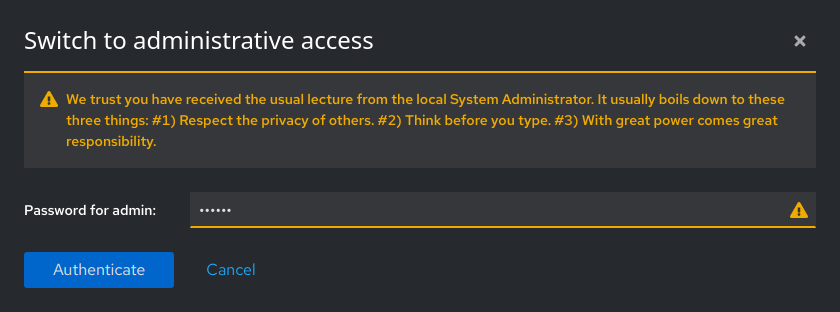 Switch to administrative access
We trust you have received the usual lecture from the local System Administrator. It usually boils down to these
three things: #1) Respect the privacy of others. #2) Think before you type. #3) With great power comes great
responsibility.
Password for admin: ••••••
Authenticate Cancel